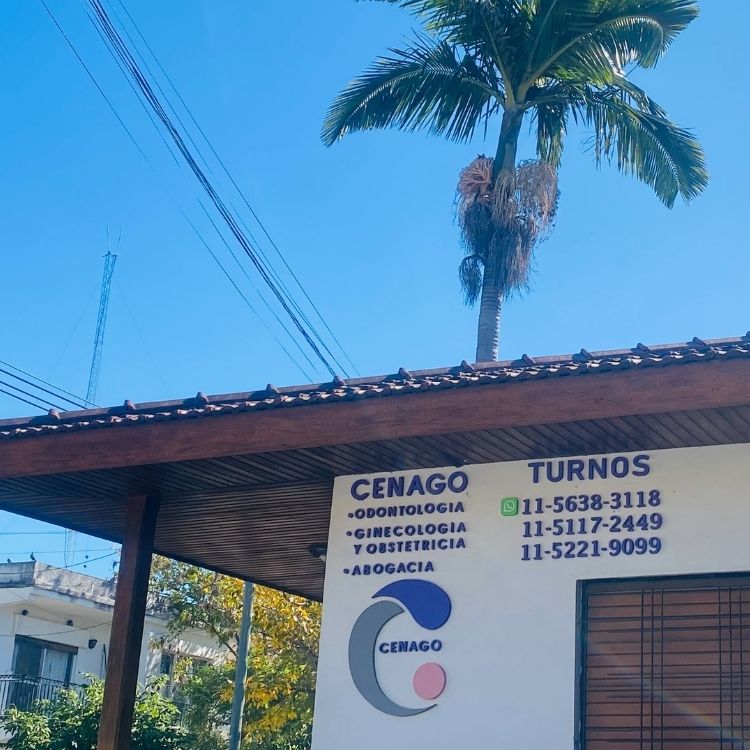 CENAGO
•ODONTOLOGIA
•GINECOLOGIA
Y OBSTETRICIA
•ABOGACIA
TURNOS
11-5638-3118
11-5117-2449
11-5221-9099
CENAGO